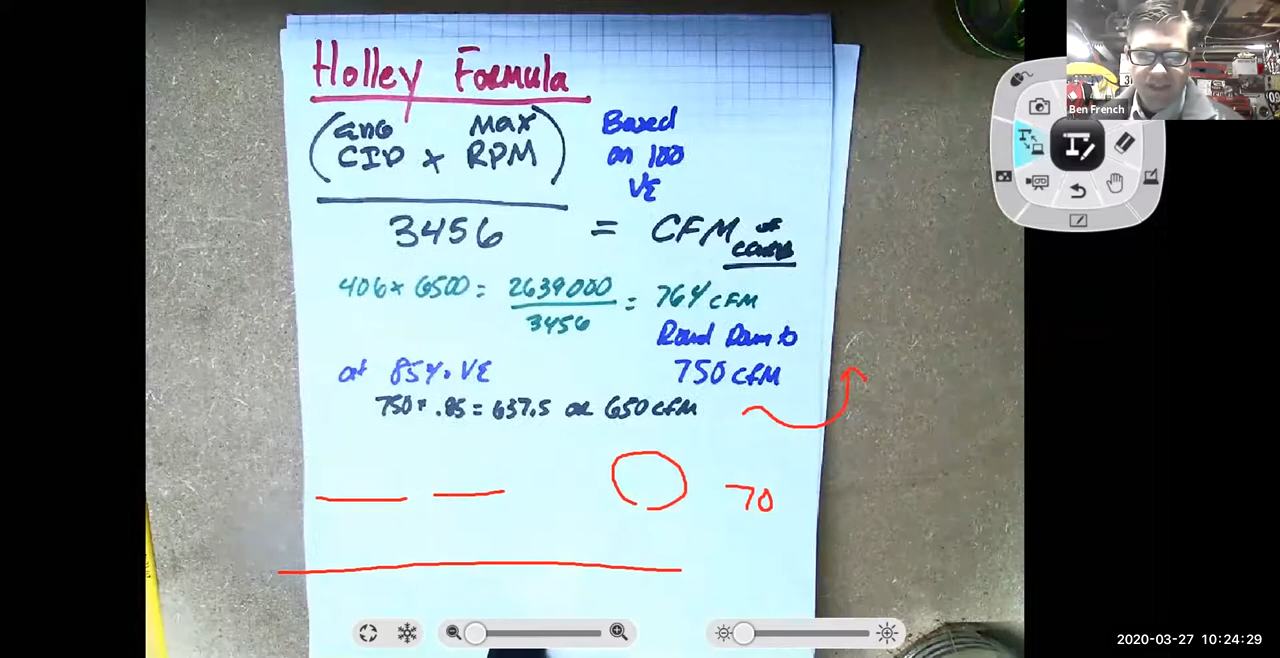 Holley Formula
(eng CID × Max RPM)
Based on 100 VE
3456 = CFM of carb
406 × 6500 = 2639000 / 3456 = 764 CFM
Round Down to
750 CFM
at 85% VE
750 × .85 = 637.5 or 650 CFM
70
Ben French
2020-03-27 10:24:29